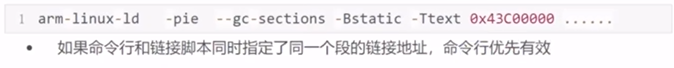 1 arm-linux-ld -pie --gc-sections -Bstatic -Ttext 0x43C00000 ......
• 如果命令行和链接脚本同时指定了同一个段的链接地址，命令行优先有效